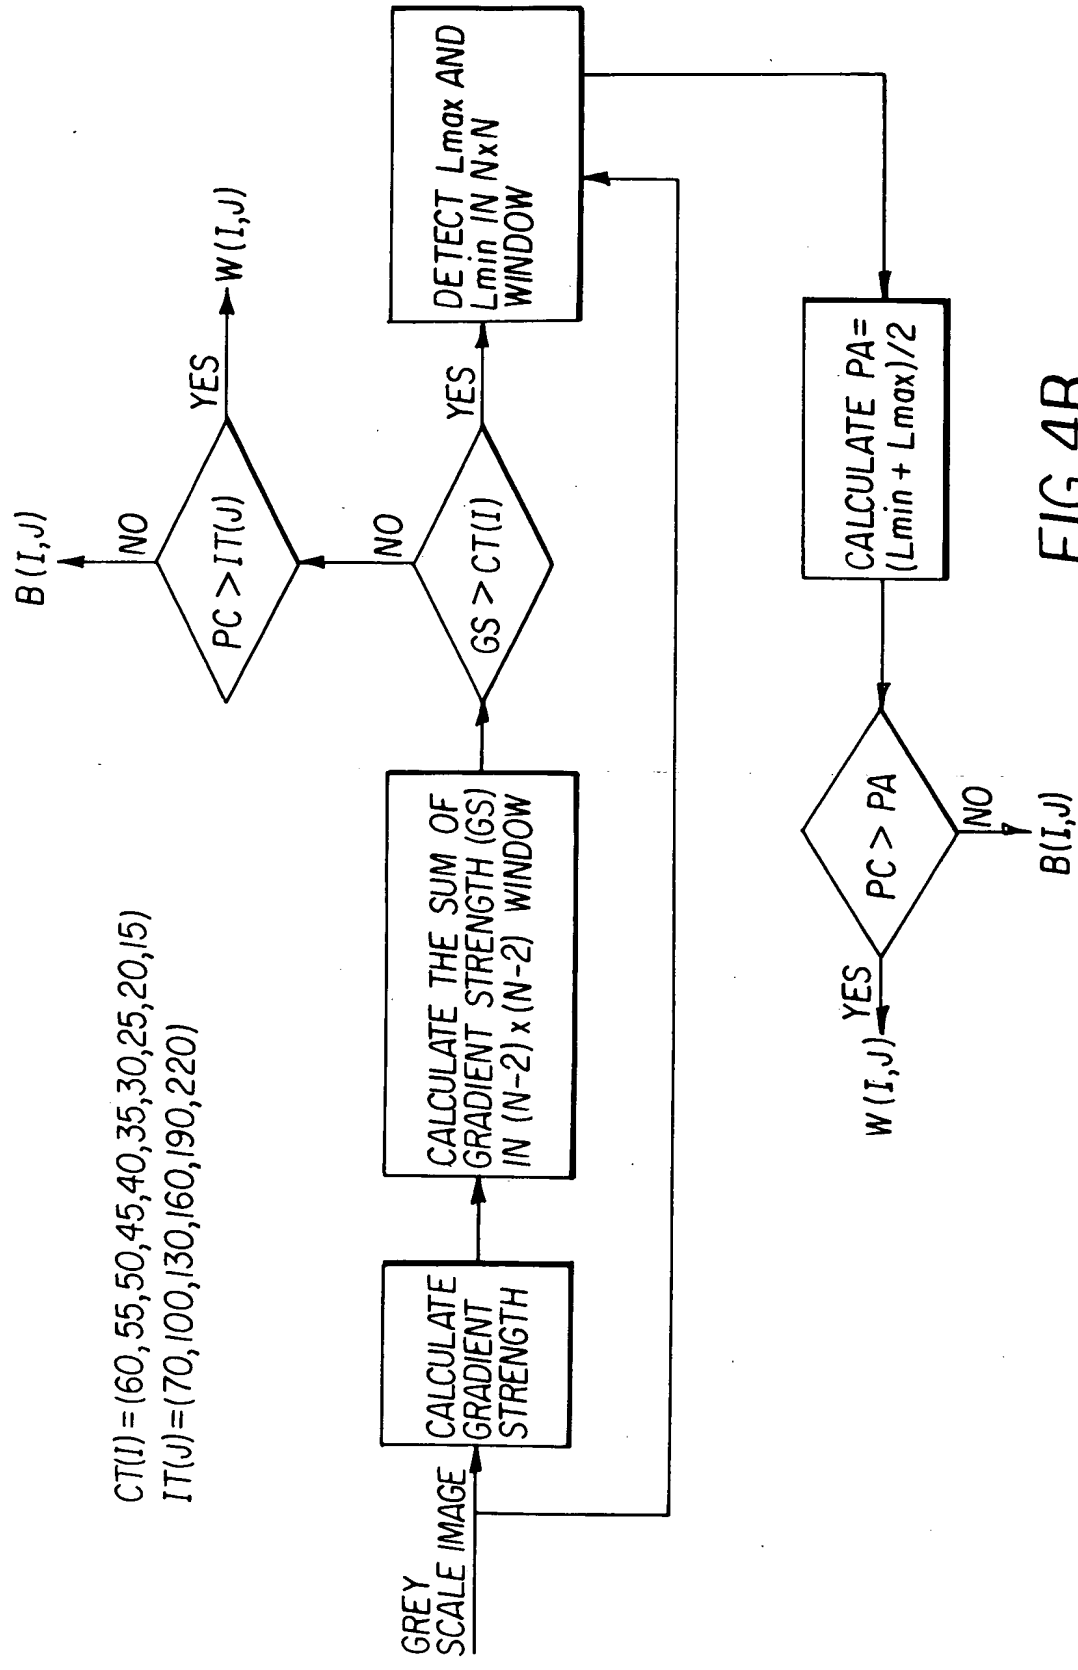 CT(I)=(60,55,50,45,40,35,30,25,20,15)
IT(J)=(70,100,130,160,190,220)
GREY
SCALE IMAGE
CALCULATE
GRADIENT
STRENGTH
CALCULATE THE SUM OF
GRADIENT STRENGTH (GS)
IN (N-2)x(N-2) WINDOW
GS > CT(I)
NO
YES
PC > IT(J)
NO
B(I,J)
YES
W(I,J)
DETECT Lmax AND
Lmin IN NxN
WINDOW
CALCULATE PA=
(Lmin + Lmax)/2
PC > PA
YES
W(I,J)
NO
B(I,J)
FIG. 4B